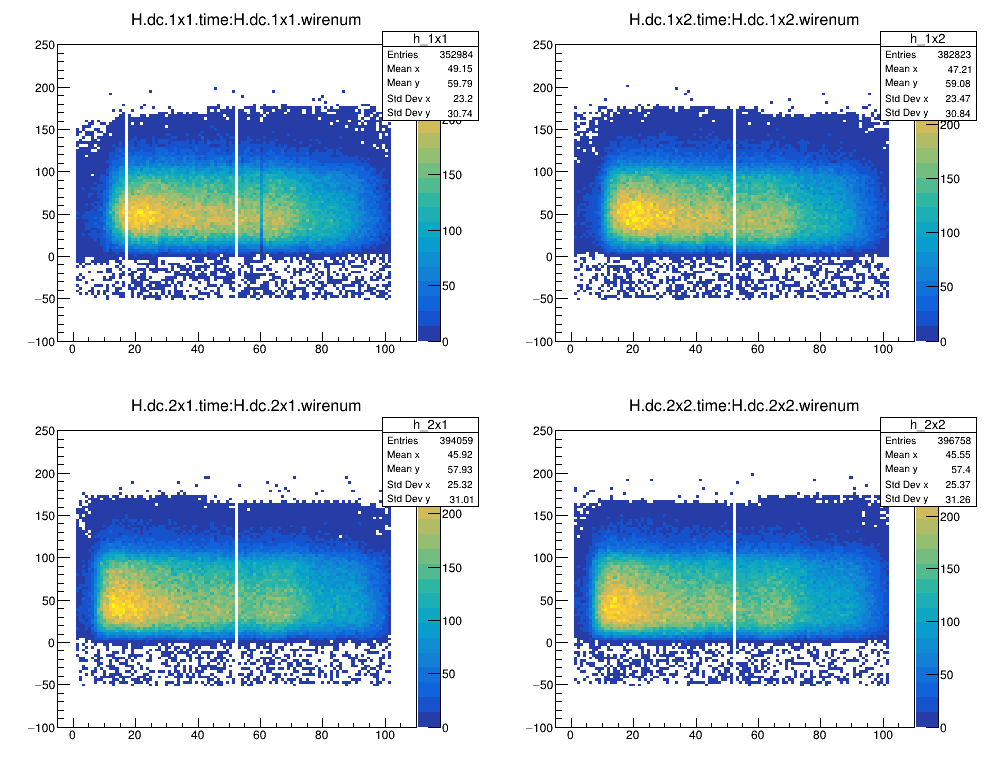 H.dc.1x1.time:H.dc.1x1.wirenum
h_1x1
Entries 352984
Mean x 49.15
Mean y 59.79
Std Dev x 23.2
Std Dev y 30.74
250
200
150
100
50
0
−50
−100
0 20 40 60 80 100
200
150
100
50
0
H.dc.1x2.time:H.dc.1x2.wirenum
h_1x2
Entries 382823
Mean x 47.21
Mean y 59.08
Std Dev x 23.47
Std Dev y 30.84
250
200
150
100
50
0
−50
−100
0 20 40 60 80 100
200
150
100
50
0
H.dc.2x1.time:H.dc.2x1.wirenum
h_2x1
Entries 394059
Mean x 45.92
Mean y 57.93
Std Dev x 25.32
Std Dev y 31.01
250
200
150
100
50
0
−50
−100
0 20 40 60 80 100
200
150
100
50
0
H.dc.2x2.time:H.dc.2x2.wirenum
h_2x2
Entries 396758
Mean x 45.55
Mean y 57.4
Std Dev x 25.37
Std Dev y 31.26
250
200
150
100
50
0
−50
−100
0 20 40 60 80 100
200
150
100
50
0